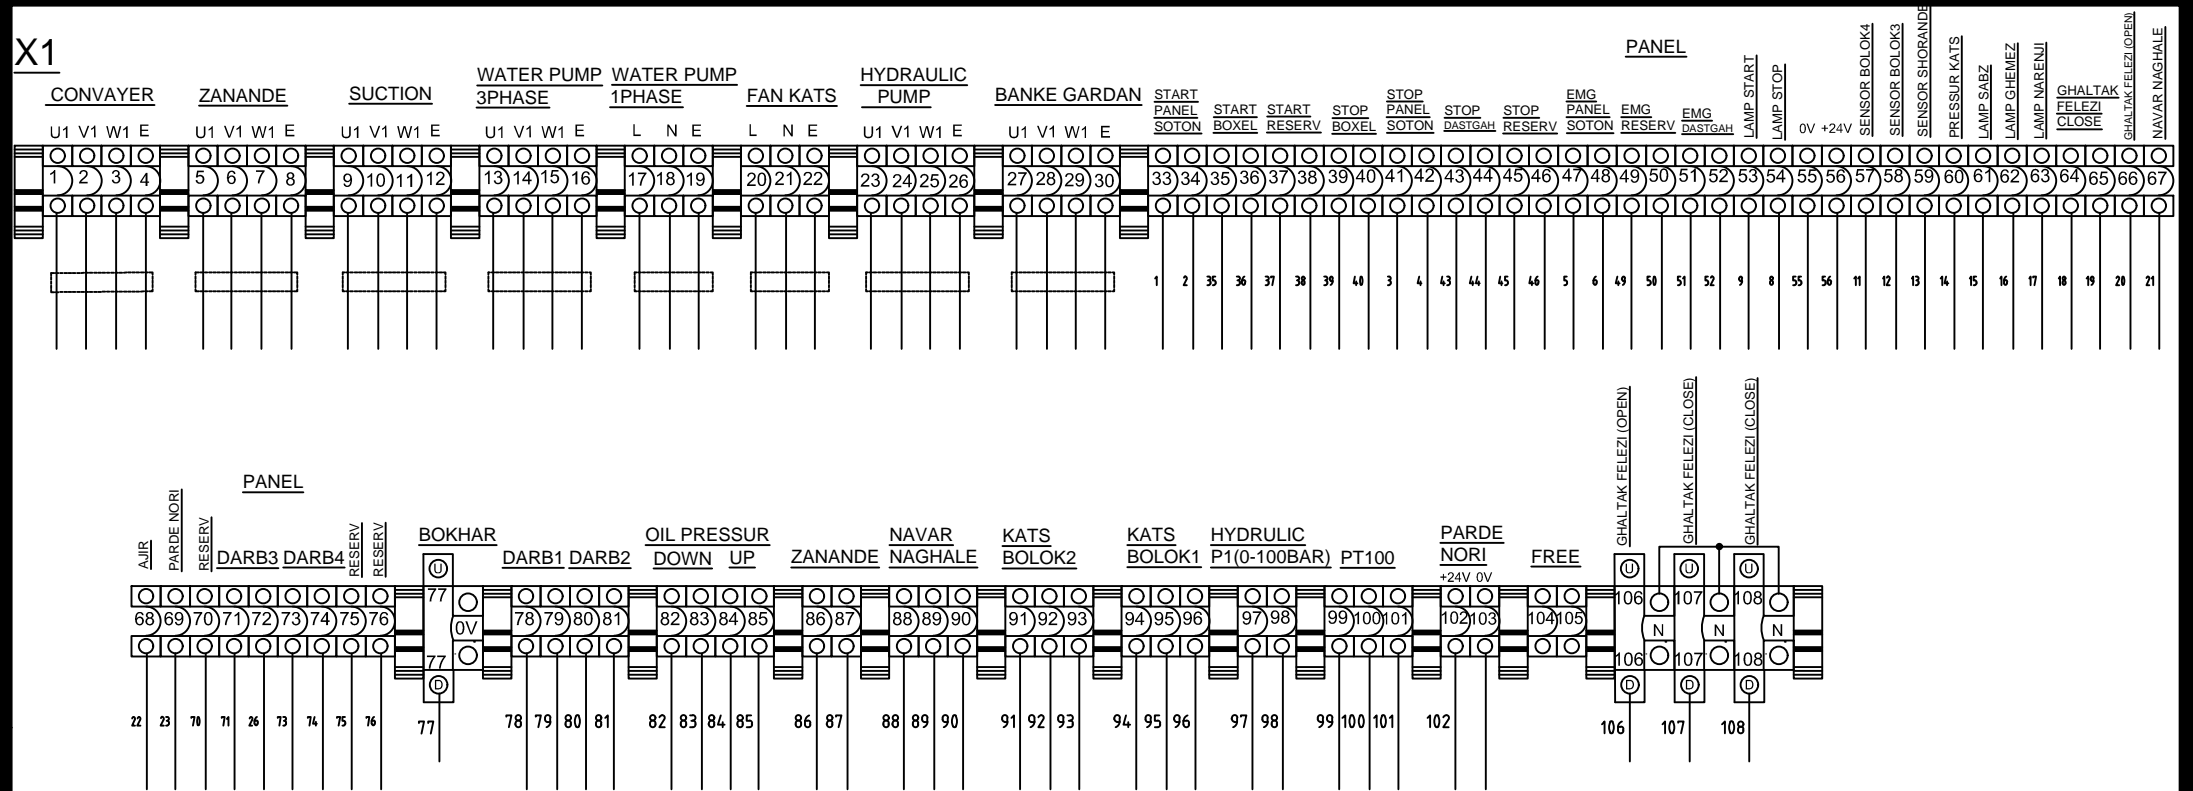 X1
PANEL
CONVAYER ZANANDE SUCTION WATER PUMP 3PHASE WATER PUMP 1PHASE FAN KATS HYDRAULIC PUMP BANKE GARDAN
START PANEL SOTON START BOXEL START RESERV STOP BOXEL STOP PANEL SOTON STOP DASTGAH STOP RESERV EMG PANEL SOTON EMG RESERV EMG DASTGAH LAMP START LAMP STOP 0V +24V SENSOR BOLOK4 SENSOR BOLOK3 SENSOR SHORANDE PRESSUR KATS LAMP SABZ LAMP GHEMEZ LAMP NARENJI GHALTAK FELEZI CLOSE GHALTAK FELEZI (OPEN) NAVAR NAGHALE
U1 V1 W1 E U1 V1 W1 E U1 V1 W1 E U1 V1 W1 E L N E L N E U1 V1 W1 E U1 V1 W1 E
1 2 3 4 5 6 7 8 9 10 11 12 13 14 15 16 17 18 19 20 21 22 23 24 25 26 27 28 29 30 33 34 35 36 37 38 39 40 41 42 43 44 45 46 47 48 49 50 51 52 53 54 55 56 57 58 59 60 61 62 63 64 65 66 67
1 2 35 36 37 38 39 40 3 4 43 44 45 46 5 6 49 50 51 52 9 8 55 56 11 12 13 14 15 16 17 18 19 20 21
PANEL
AJIR PARDE NORI RESERV DARB3 DARB4 RESERV RESERV BOKHAR DARB1 DARB2 OIL PRESSUR DOWN UP ZANANDE NAVAR NAGHALE KATS BOLOK2 KATS BOLOK1 HYDRULIC P1(0-100BAR) PT100 PARDE NORI +24V 0V FREE GHALTAK FELEZI (OPEN) GHALTAK FELEZI (CLOSE) GHALTAK FELEZI (CLOSE)
U U U U
77 106 107 108
68 69 70 71 72 73 74 75 76 0V 78 79 80 81 82 83 84 85 86 87 88 89 90 91 92 93 94 95 96 97 98 99 100 101 102 103 104 105 N N N
77 106 107 108
D D D D
22 23 70 71 26 73 74 75 76 77 78 79 80 81 82 83 84 85 86 87 88 89 90 91 92 93 94 95 96 97 98 99 100 101 102 106 107 108